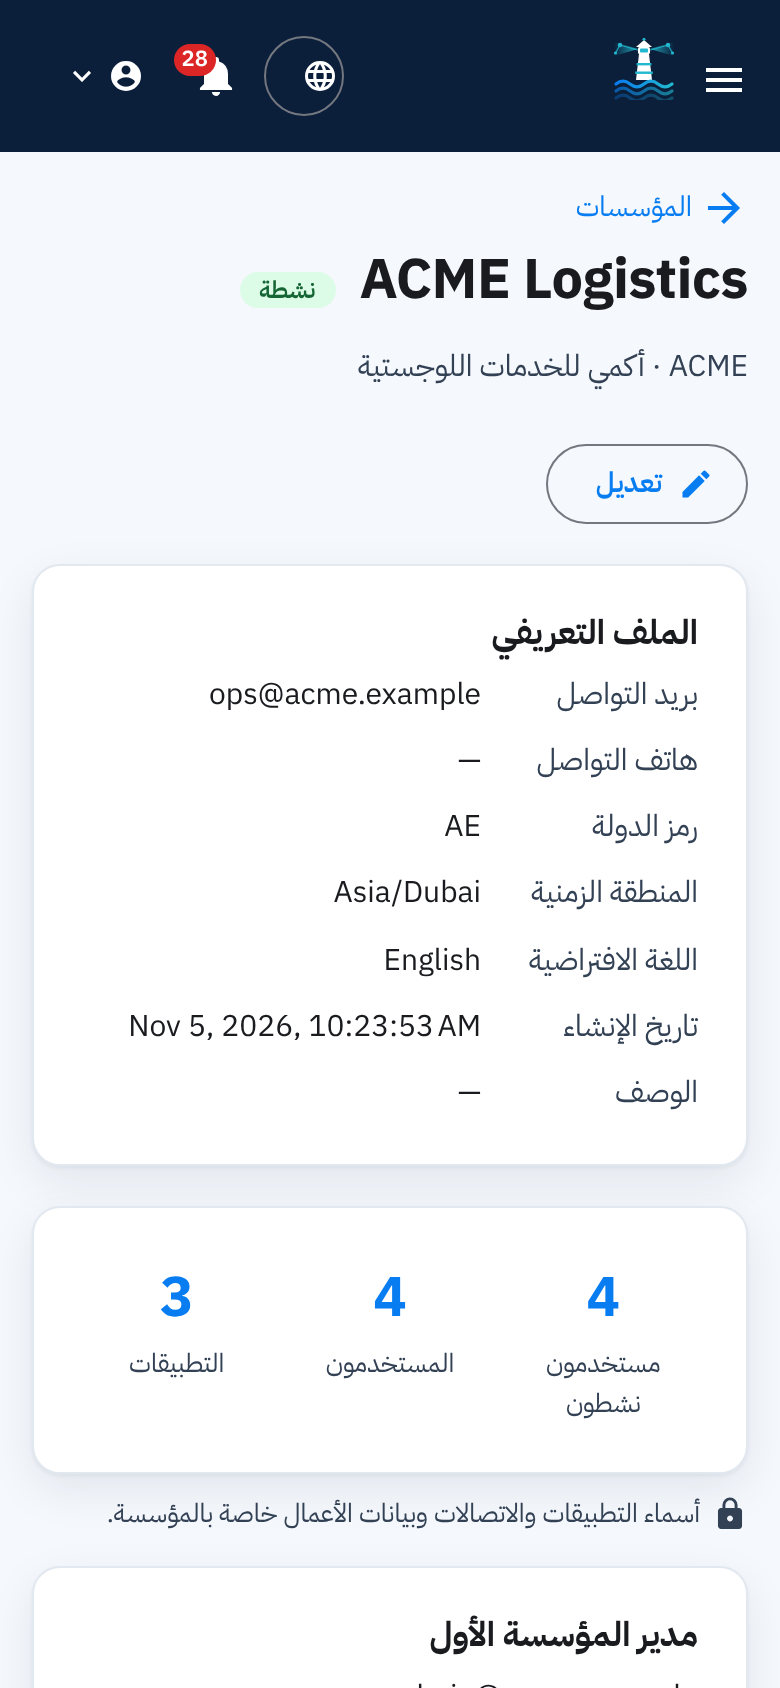 28
المؤسسات
ACME Logistics نشطة
ACME · أكمي للخدمات اللوجستية
تعديل
الملف التعريفي
بريد التواصل ops@acme.example
هاتف التواصل —
رمز الدولة AE
المنطقة الزمنية Asia/Dubai
اللغة الافتراضية English
تاريخ الإنشاء Nov 5, 2026, 10:23:53 AM
الوصف —
4 4 3
مستخدمون نشطون المستخدمون التطبيقات
أسماء التطبيقات والاتصالات وبيانات الأعمال خاصة بالمؤسسة.
مدير المؤسسة الأول